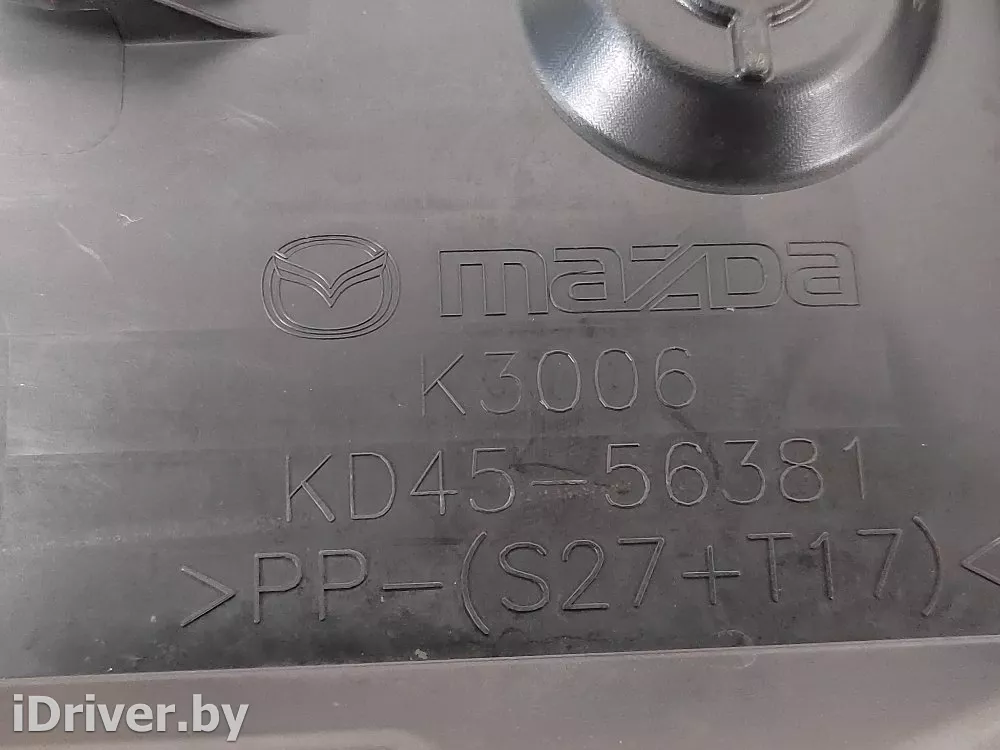 mazda
K3006
KD45-56381
>PP-(S27+T17)<
iDriver.by